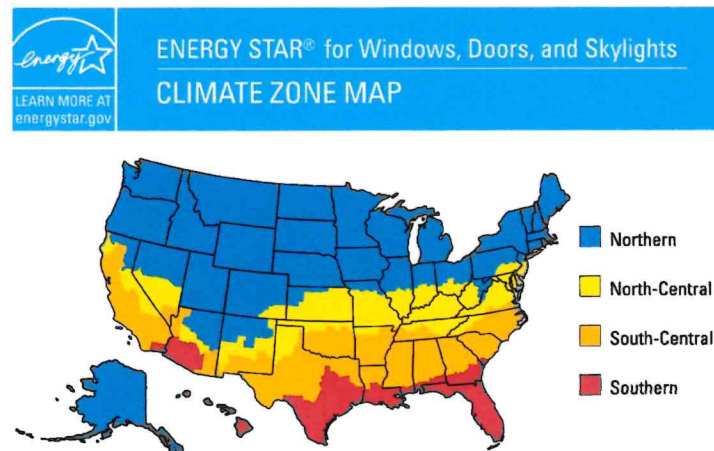 energy
LEARN MORE AT
energystar.gov
ENERGY STAR® for Windows, Doors, and Skylights
CLIMATE ZONE MAP
Northern
North-Central
South-Central
Southern